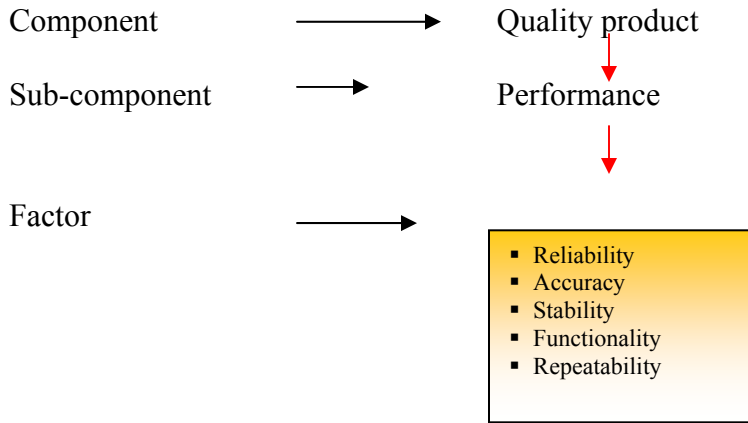 Component Quality product
Sub-component Performance
Factor
▪ Reliability
▪ Accuracy
▪ Stability
▪ Functionality
▪ Repeatability